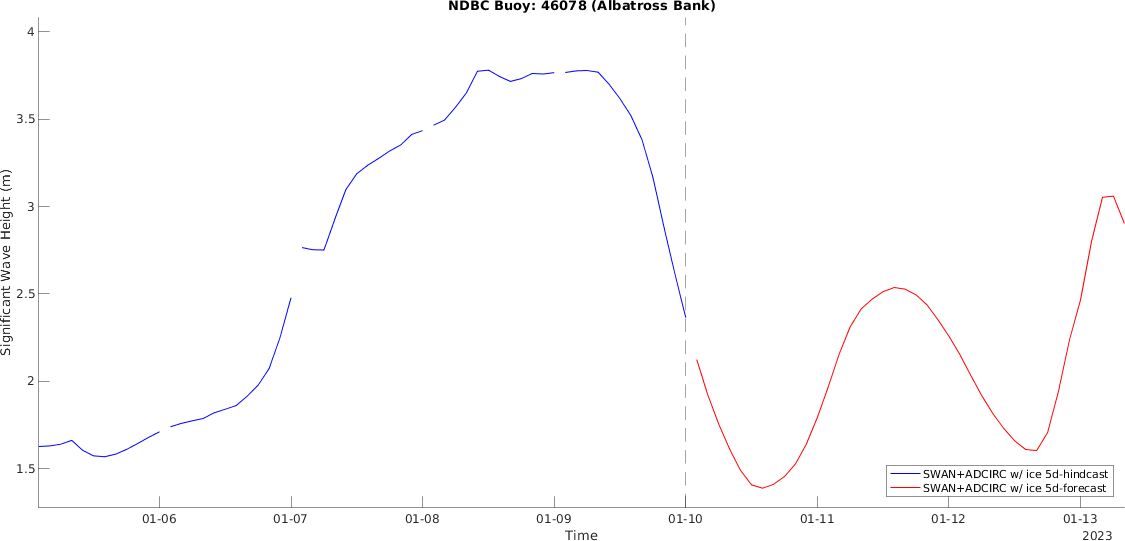 NDBC Buoy: 46078 (Albatross Bank)
4
3.5
3
2.5
2
1.5
Significant Wave Height (m)
01-06 01-07 01-08 01-09 01-10 01-11 01-12 01-13
Time
2023
SWAN+ADCIRC w/ ice 5d-hindcast
SWAN+ADCIRC w/ ice 5d-forecast